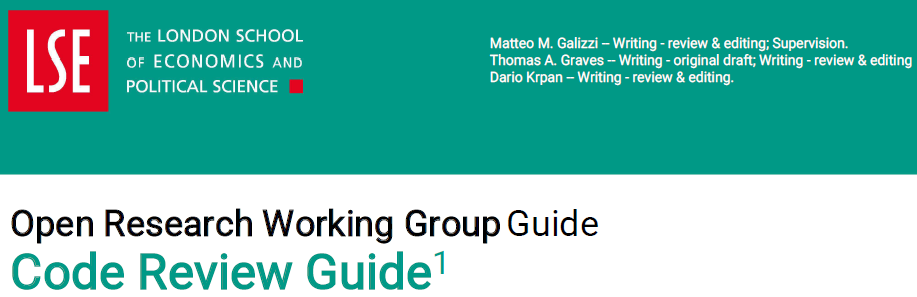 LSE
THE LONDON SCHOOL
OF ECONOMICS AND
POLITICAL SCIENCE
Matteo M. Galizzi – Writing - review & editing; Supervision.
Thomas A. Graves – Writing - original draft; Writing - review & editing
Dario Krpan – Writing - review & editing.
Open Research Working Group Guide
Code Review Guide¹